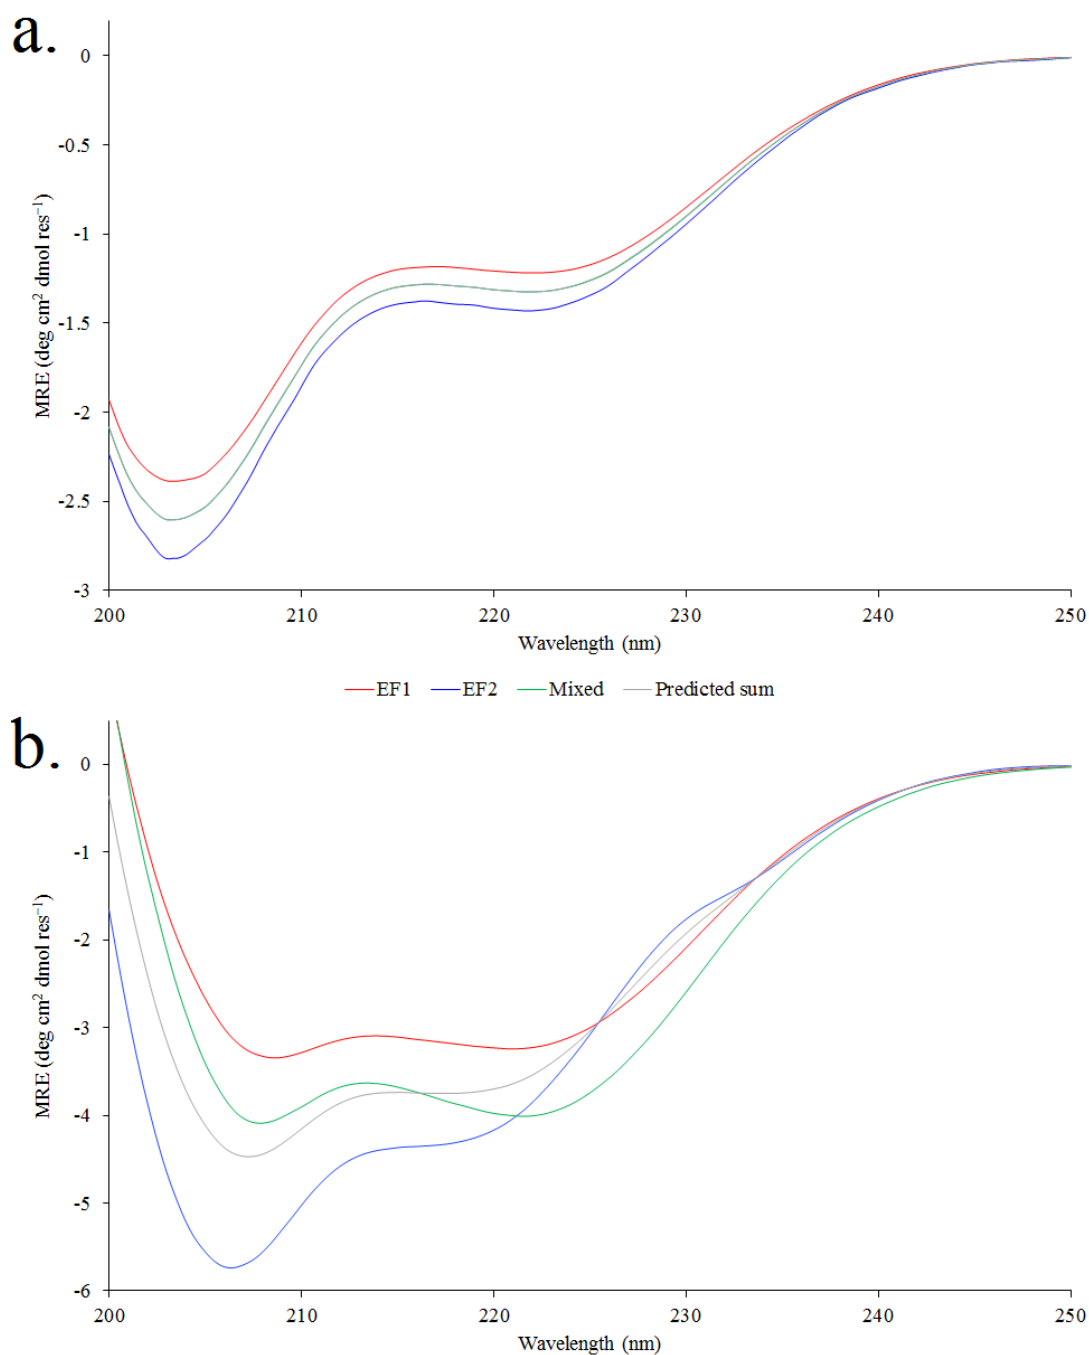 a.
0
-0.5
-1
-1.5
-2
-2.5
-3
MRE (deg cm² dmol res⁻¹)
200 210 220 230 240 250
Wavelength (nm)
EF1 EF2 Mixed Predicted sum
b.
0
-1
-2
-3
-4
-5
-6
MRE (deg cm² dmol res⁻¹)
200 210 220 230 240 250
Wavelength (nm)